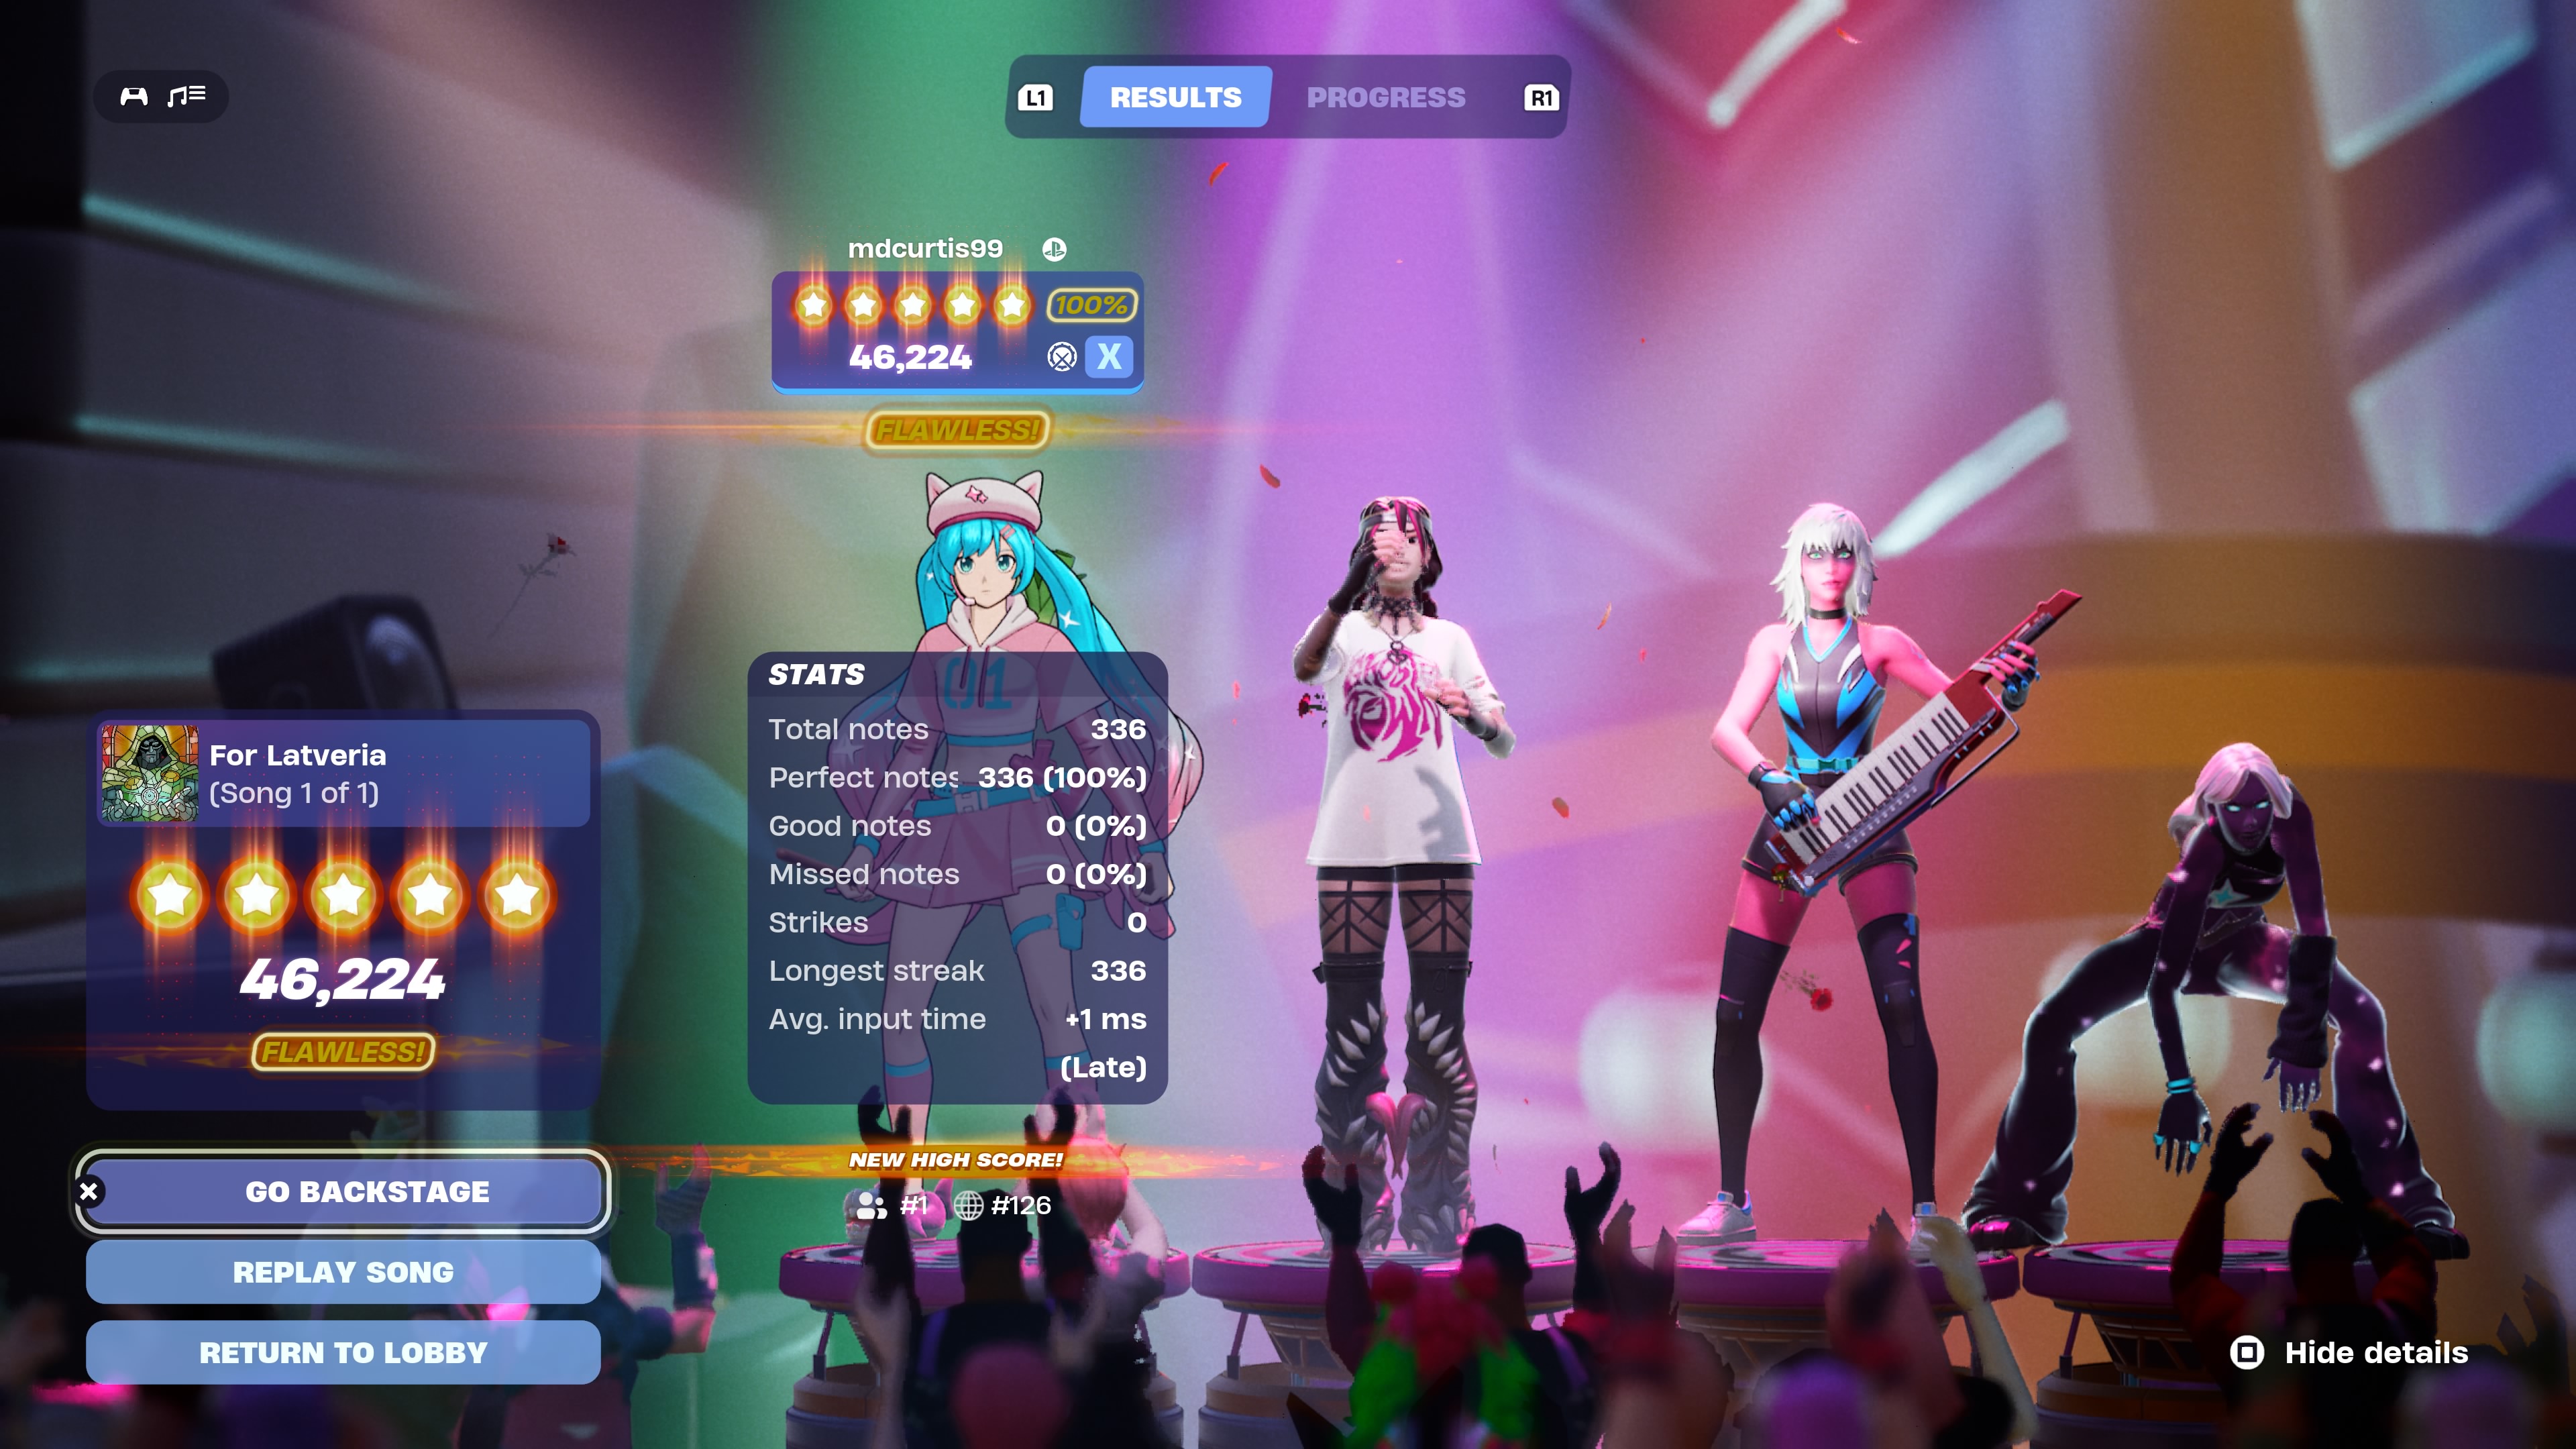 L1
RESULTS
PROGRESS
R1
mdcurtis99
100%
46,224
X
FLAWLESS!
01
STATS
Total notes 336
Perfect notes 336 (100%)
Good notes 0 (0%)
Missed notes 0 (0%)
Strikes 0
Longest streak 336
Avg. input time +1 ms
(Late)
For Latveria
(Song 1 of 1)
46,224
FLAWLESS!
NEW HIGH SCORE!
#1 #126
GO BACKSTAGE
REPLAY SONG
RETURN TO LOBBY
Hide details